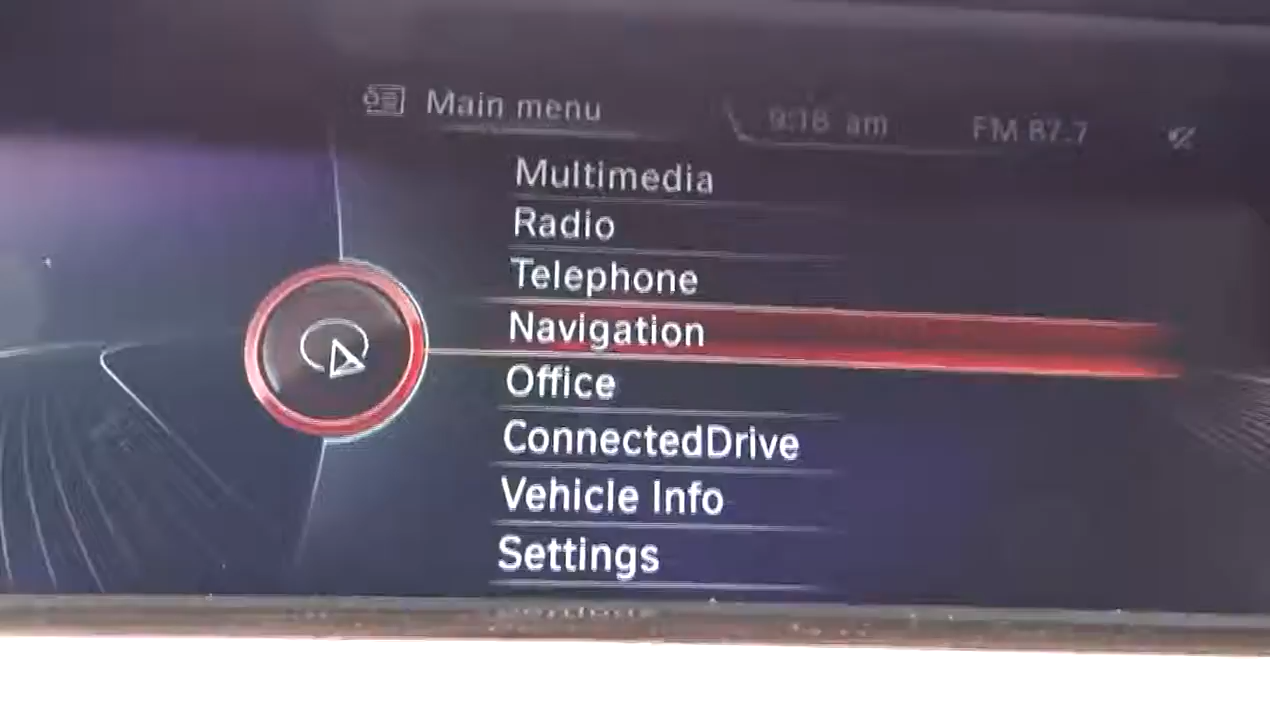 Main menu
9:18 am
FM 87.7
Multimedia
Radio
Telephone
Navigation
Office
ConnectedDrive
Vehicle Info
Settings